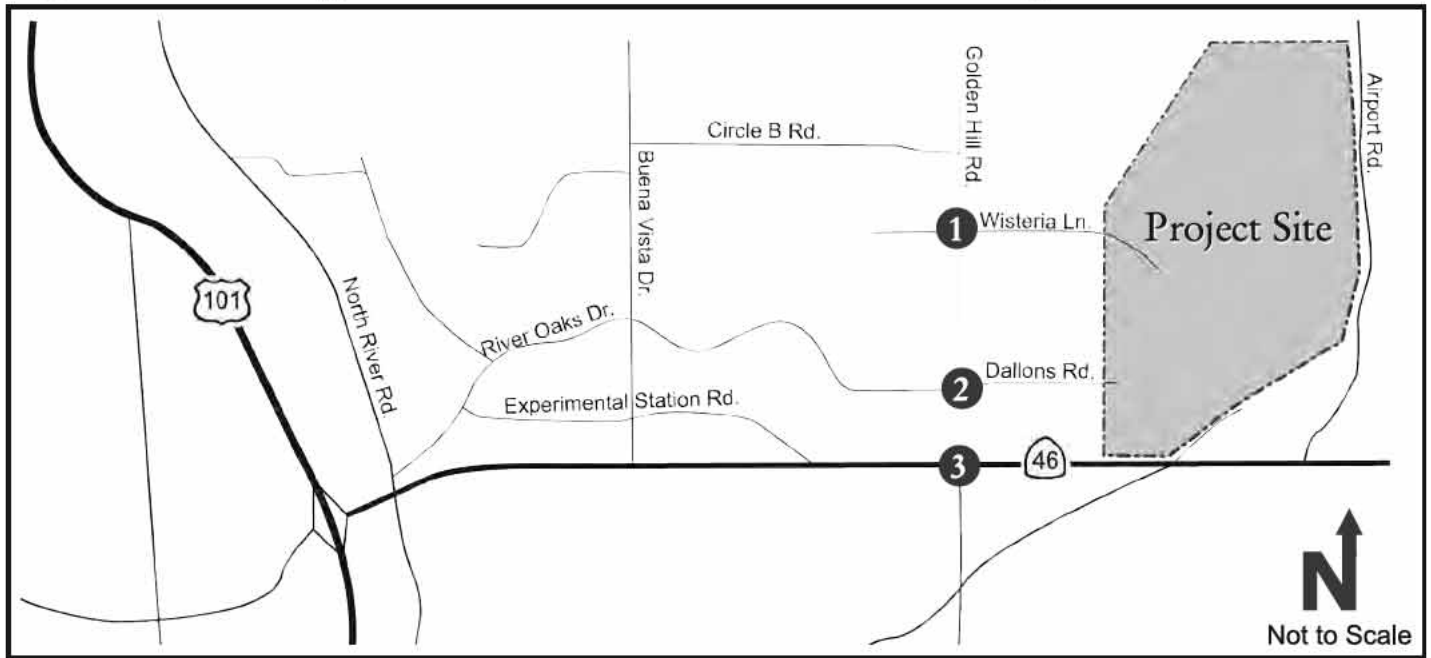 Golden Hill Rd.
Airport Rd.
Circle B Rd.
Buena Vista Dr.
1
Wisteria Ln.
Project Site
101
North River Rd.
River Oaks Dr.
2
Dallons Rd.
Experimental Station Rd.
3
46
N
Not to Scale